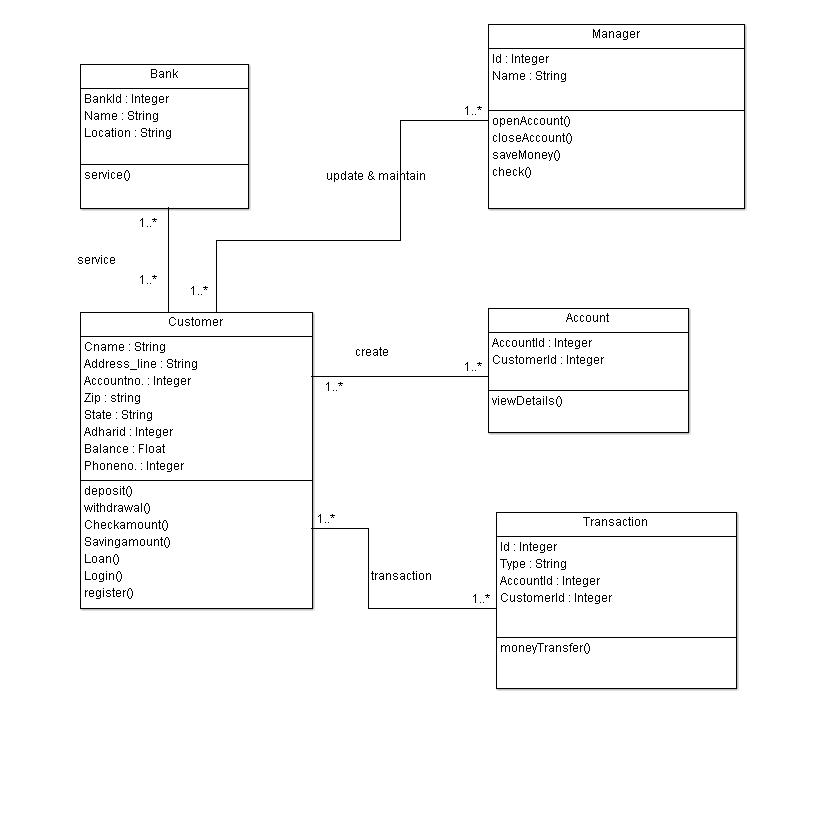 Bank
BankId : Integer
Name : String
Location : String
service()
Manager
Id : Integer
Name : String
openAccount()
closeAccount()
saveMoney()
check()
1..*
update & maintain
1..*
1..*
service
1..*
Customer
Cname : String
Address_line : String
Accountno. : Integer
Zip : string
State : String
Adharid : Integer
Balance : Float
Phoneno. : Integer
deposit()
withdrawal()
Checkamount()
Savingamount()
Loan()
Login()
register()
create
1..*
1..*
Account
AccountId : Integer
CustomerId : Integer
viewDetails()
1..*
transaction
1..*
Transaction
Id : Integer
Type : String
AccountId : Integer
CustomerId : Integer
moneyTransfer()